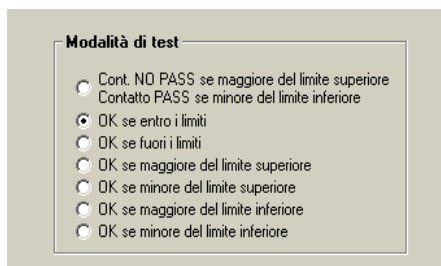 Modalità di test
Cont. NO PASS se maggiore del limite superiore
Contatto PASS se minore del limite inferiore
OK se entro i limiti
OK se fuori i limiti
OK se maggiore del limite superiore
OK se minore del limite superiore
OK se maggiore del limite inferiore
OK se minore del limite inferiore